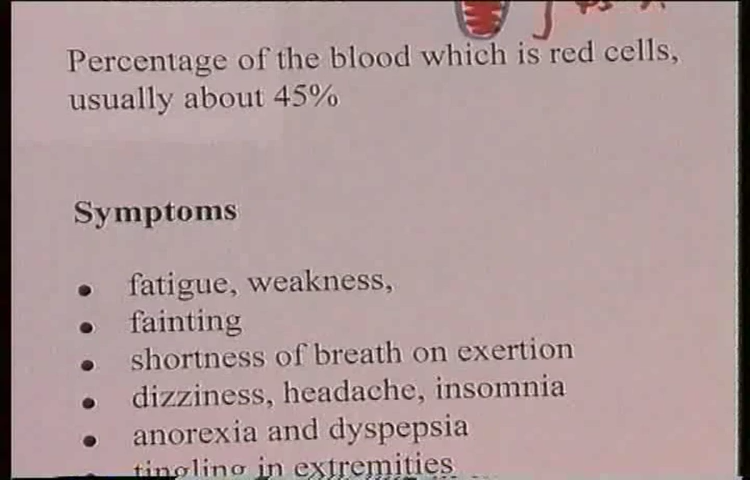 Percentage of the blood which is red cells,
usually about 45%
Symptoms
• fatigue, weakness,
• fainting
• shortness of breath on exertion
• dizziness, headache, insomnia
• anorexia and dyspepsia
• tingling in extremities